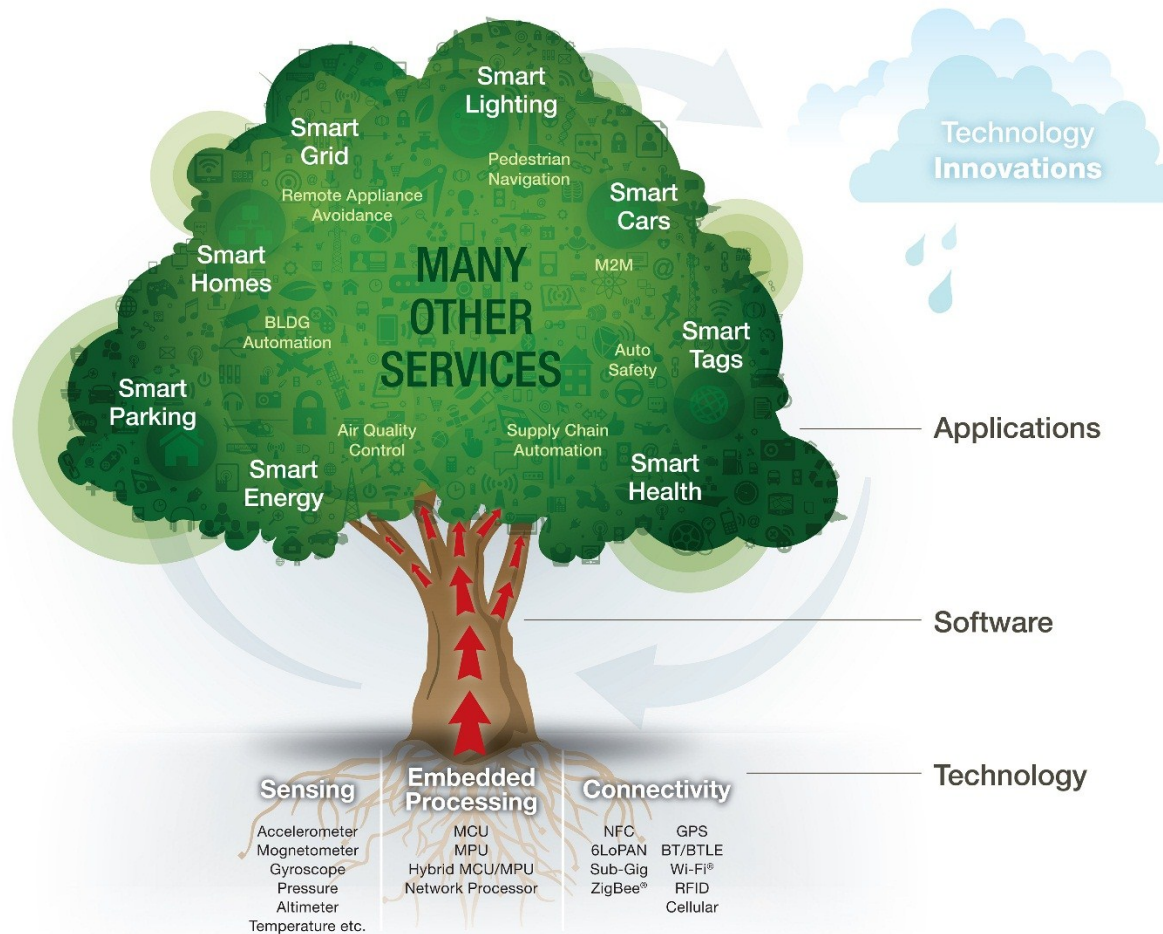 Smart
Lighting
Smart
Grid
Pedestrian
Navigation
Remote Appliance
Avoidance
Smart
Cars
Smart
Homes
M2M
MANY
OTHER
SERVICES
BLDG
Automation
Smart
Tags
Auto
Safety
Smart
Parking
Air Quality
Control
Supply Chain
Automation
Smart
Energy
Smart
Health
Technology
Innovations
Applications
Software
Technology
Sensing
Accelerometer
Mognetometer
Gyroscope
Pressure
Altimeter
Temperature etc.
Embedded
Processing
MCU
MPU
Hybrid MCU/MPU
Network Processor
Connectivity
NFC GPS
6LoPAN BT/BTLE
Sub-Gig Wi-Fi®
ZigBee® RFID
Cellular